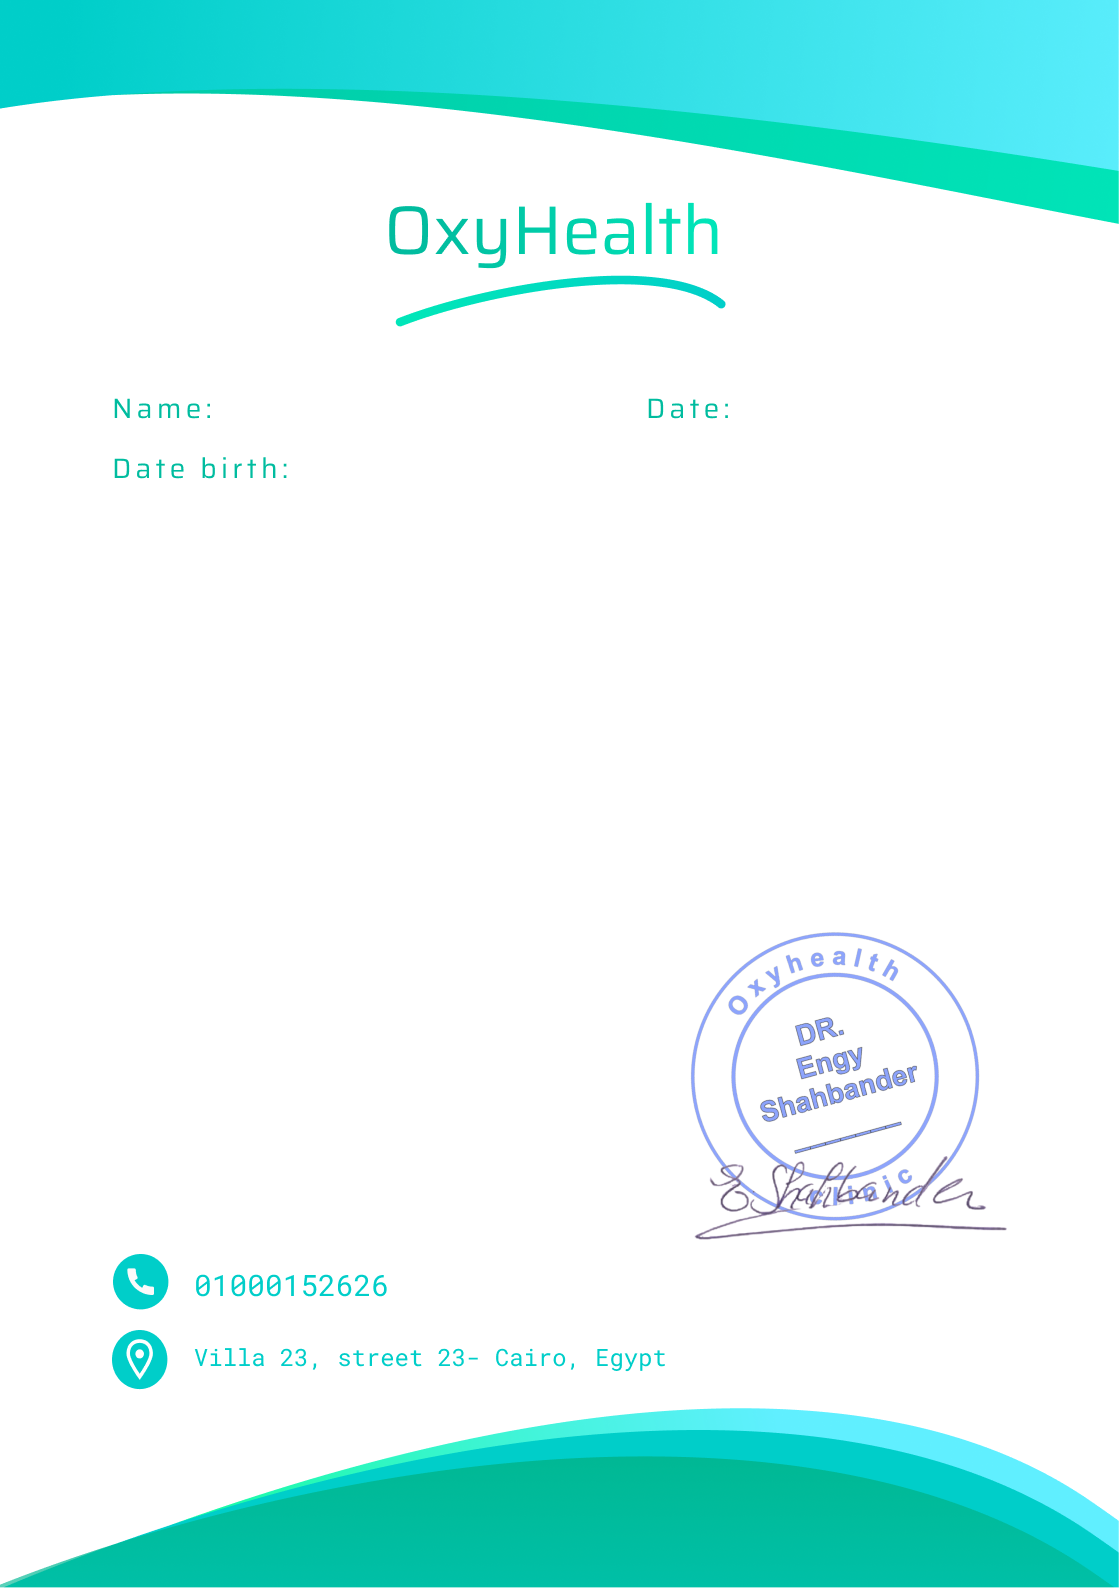 OxyHealth
Name:
Date:
Date birth:
Oxyhealth
DR.
Engy
Shahbander
clinic
E Shahbander
01000152626
Villa 23, street 23- Cairo, Egypt